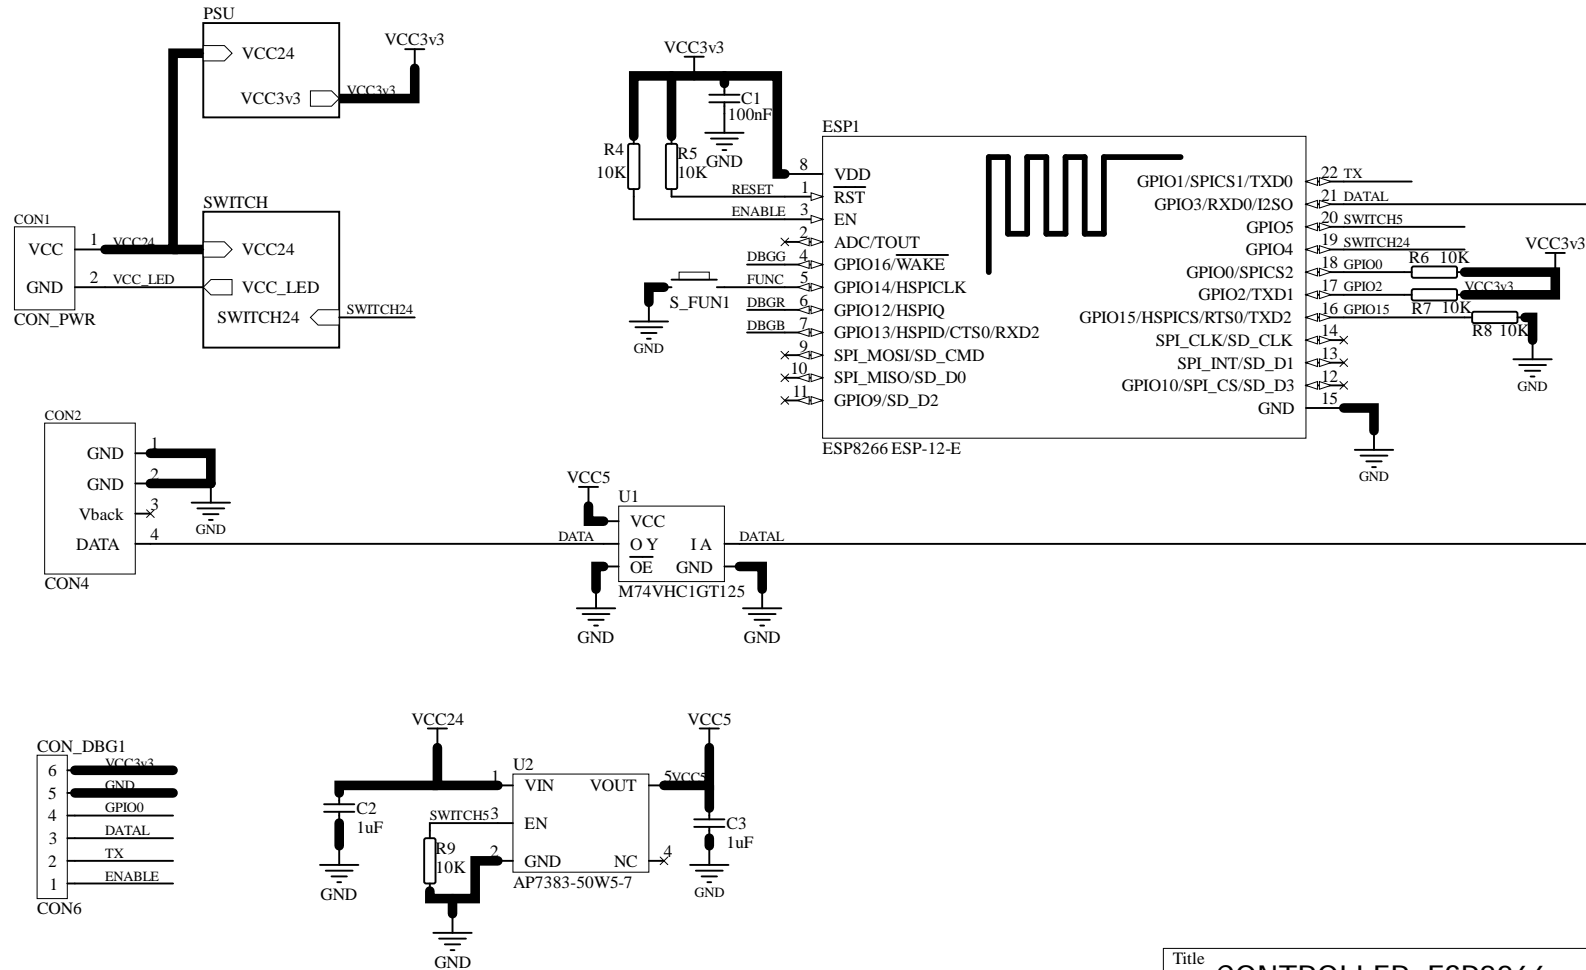 PSU
VCC24
VCC3v3
VCC3v3
VCC3v3
SWITCH
VCC24
VCC_LED
SWITCH24
SWITCH24
CON1
VCC 1 VCC24
GND 2 VCC_LED
CON_PWR
VCC3v3
C1
100nF
GND
R4
10K
R5
10K
RESET
ENABLE
ESP1
8 VDD
1 RST
3 EN
2 ADC/TOUT
DBGG 4 GPIO16/WAKE
FUNC 5 GPIO14/HSPICLK
DBGR 6 GPIO12/HSPIQ
DBGB 7 GPIO13/HSPID/CTS0/RXD2
9 SPI_MOSI/SD_CMD
10 SPI_MISO/SD_D0
11 GPIO9/SD_D2
S_FUN1
GND
GPIO1/SPICS1/TXD0 22 TX
GPIO3/RXD0/I2SO 21 DATAL
GPIO5 20 SWITCH5
GPIO4 19 SWITCH24
GPIO0/SPICS2 18 GPIO0
GPIO2/TXD1 17 GPIO2
GPIO15/HSPICS/RTS0/TXD2 16 GPIO15
SPI_CLK/SD_CLK 14
SPI_INT/SD_D1 13
GPIO10/SPI_CS/SD_D3 12
GND 15
ESP8266 ESP-12-E
VCC3v3
R6 10K
VCC3v3
R7 10K
R8 10K
GND
GND
CON2
GND 1
GND 2
Vback 3
DATA 4
CON4
GND
VCC5
U1
VCC
DATA O Y I A DATAL
OE GND
M74VHC1GT125
GND
GND
CON_DBG1
6 VCC3v3
5 GND
4 GPIO0
3 DATAL
2 TX
1 ENABLE
CON6
VCC24
VCC5
U2
1 VIN VOUT 5 VCC5
SWITCH5 3 EN
2 GND NC 4
AP7383-50W5-7
C2
1uF
GND
R9
10K
GND
C3
1uF
GND
Title
CONTROLLER ESP8266